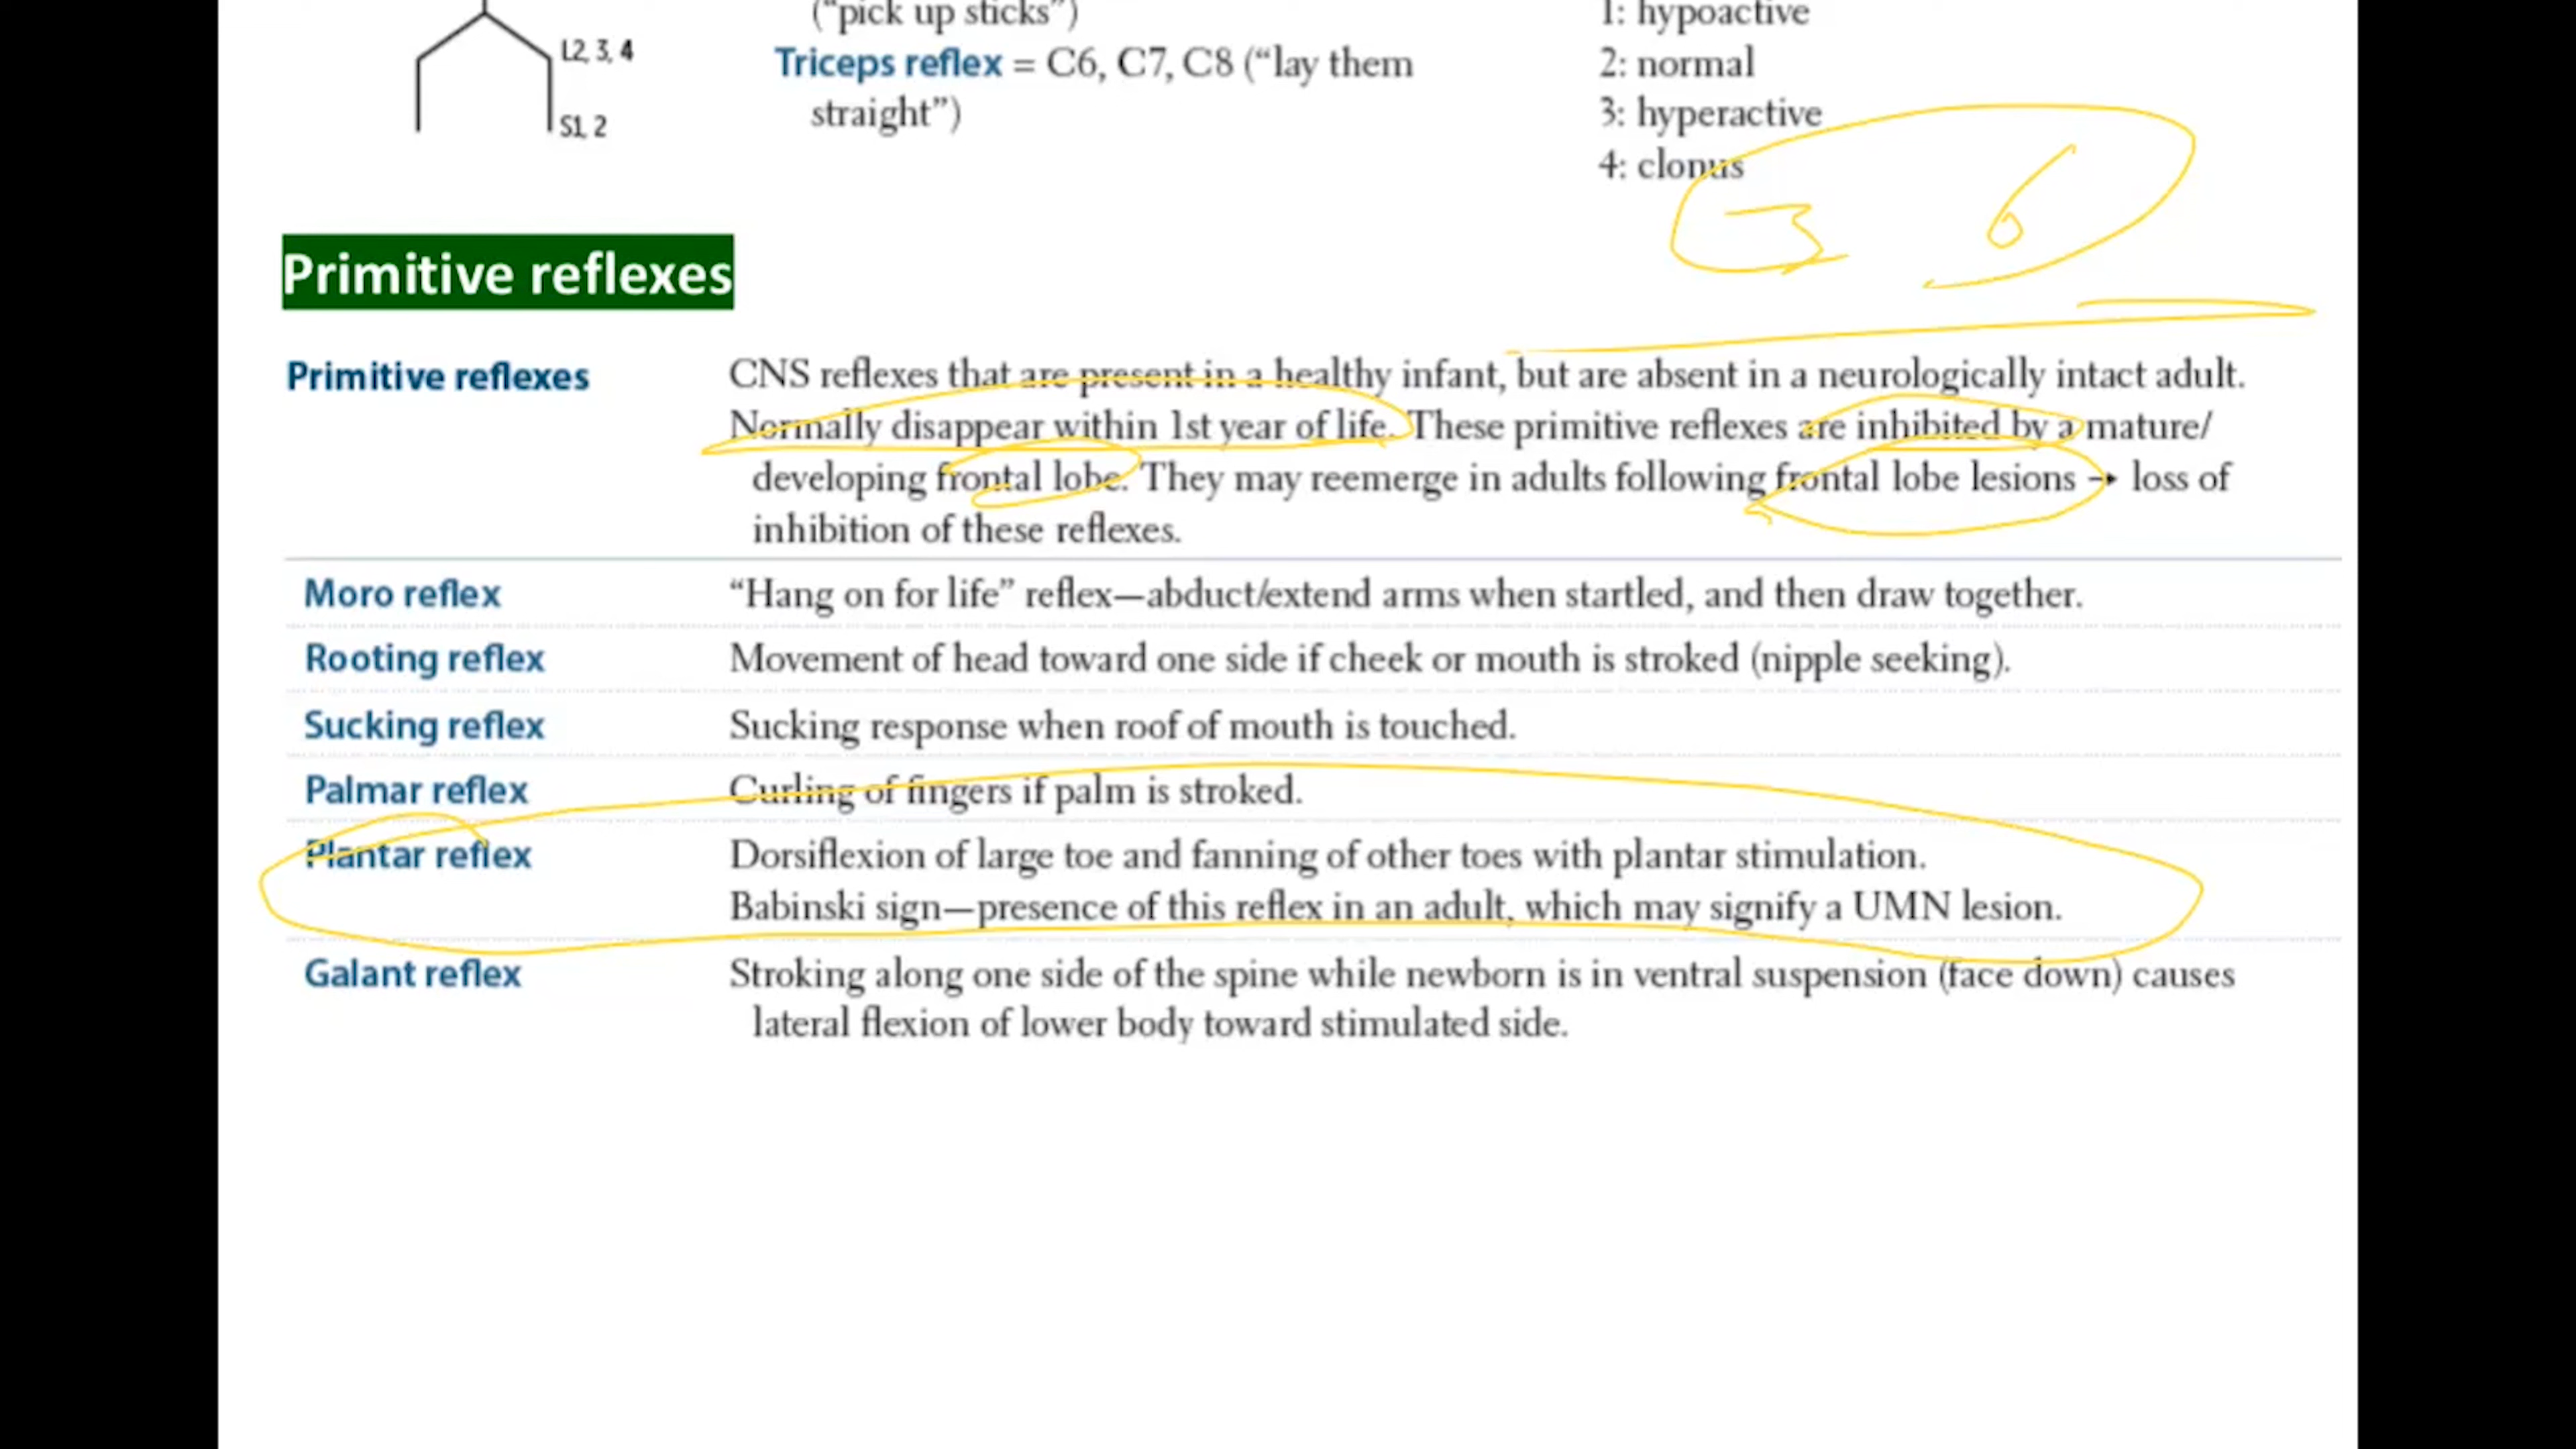 ("pick up sticks")
1: hypoactive
L2, 3, 4
Triceps reflex = C6, C7, C8 ("lay them
2: normal
straight")
3: hyperactive
S1, 2
4: clonus
3 6
Primitive reflexes
Primitive reflexes
CNS reflexes that are present in a healthy infant, but are absent in a neurologically intact adult.
Normally disappear within 1st year of life. These primitive reflexes are inhibited by a mature/
developing frontal lobe. They may reemerge in adults following frontal lobe lesions → loss of
inhibition of these reflexes.
Moro reflex
"Hang on for life" reflex—abduct/extend arms when startled, and then draw together.
Rooting reflex
Movement of head toward one side if cheek or mouth is stroked (nipple seeking).
Sucking reflex
Sucking response when roof of mouth is touched.
Palmar reflex
Curling of fingers if palm is stroked.
Plantar reflex
Dorsiflexion of large toe and fanning of other toes with plantar stimulation.
Babinski sign—presence of this reflex in an adult, which may signify a UMN lesion.
Galant reflex
Stroking along one side of the spine while newborn is in ventral suspension (face down) causes
lateral flexion of lower body toward stimulated side.